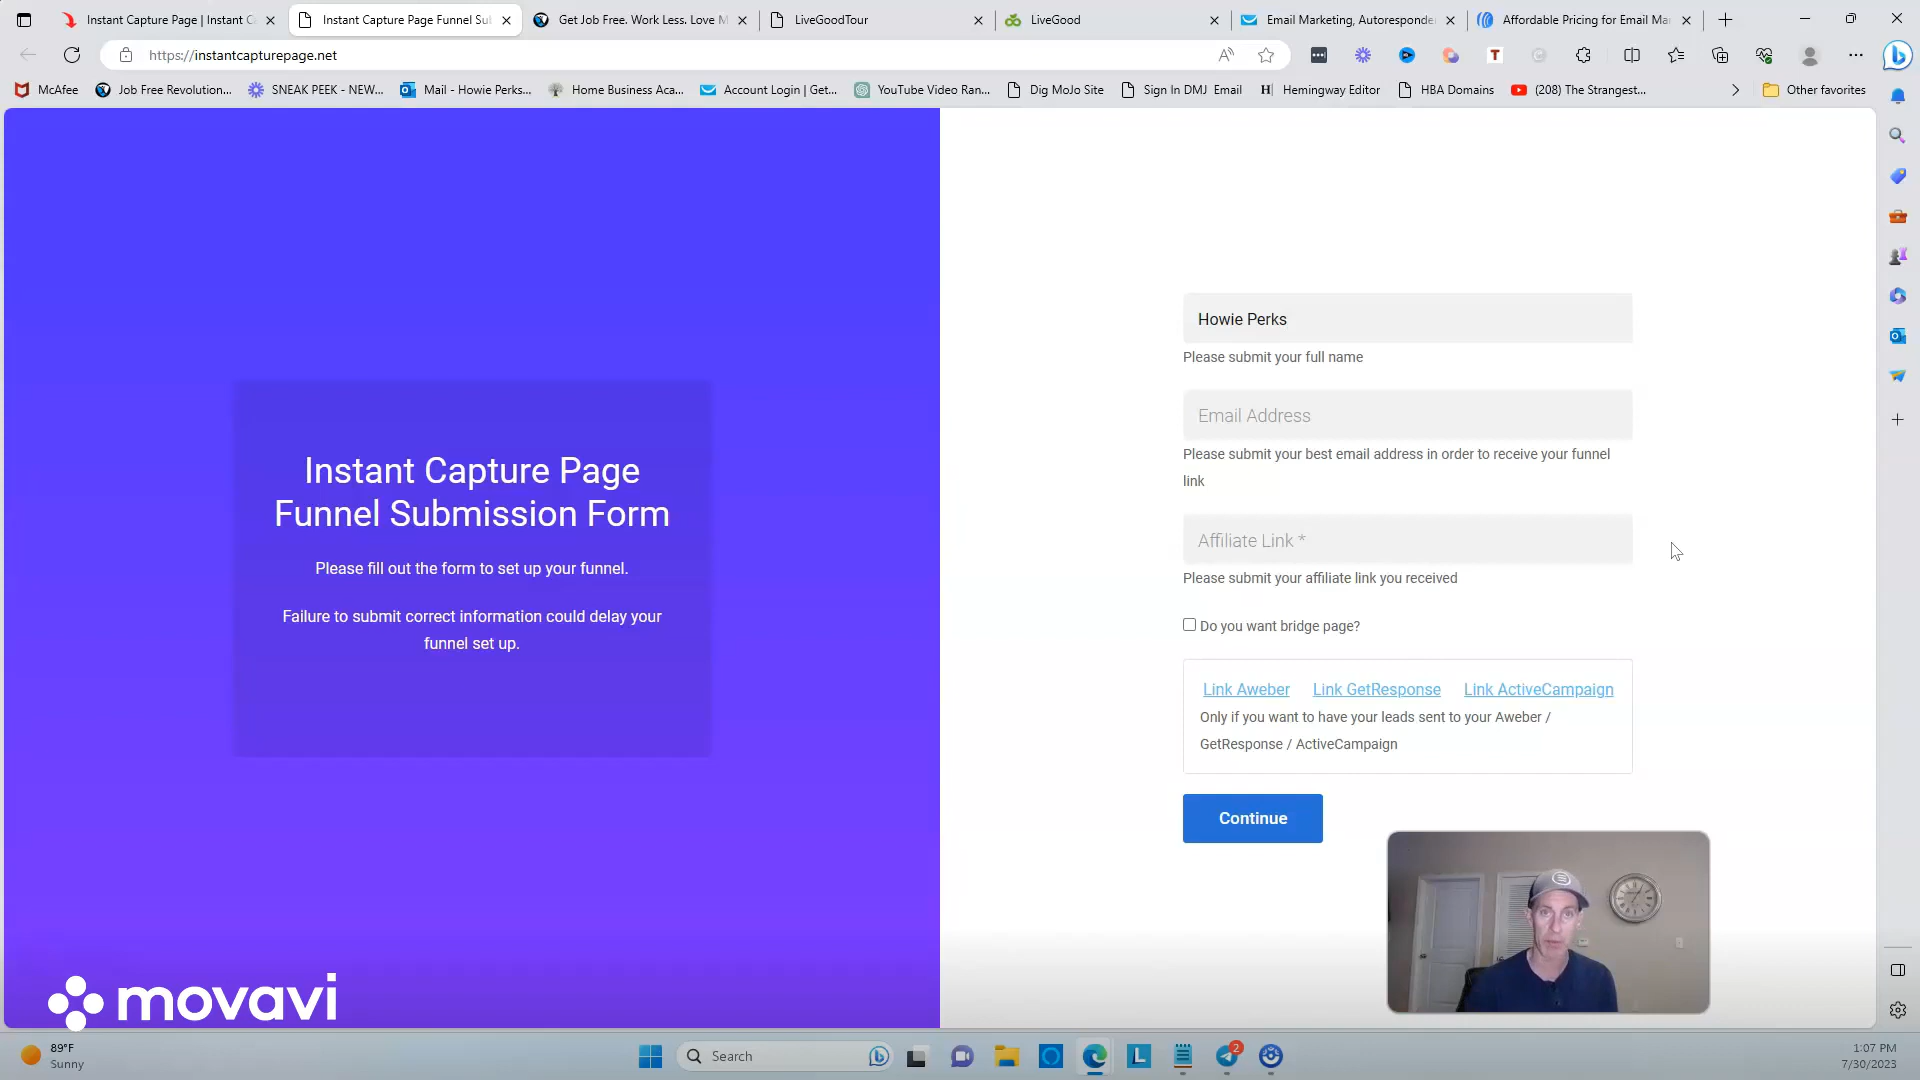 Instant Capture Page | Instant C
Instant Capture Page Funnel Su
Get Job Free. Work Less. Love M
LiveGoodTour
LiveGood
Email Marketing, Autoresponde
Affordable Pricing for Email Ma
https://instantcapturepage.net
McAfee
Job Free Revolution...
SNEAK PEEK - NEW...
Mail - Howie Perks...
Home Business Aca...
Account Login | Get...
YouTube Video Ran...
Dig MoJo Site
Sign In DMJ Email
Hemingway Editor
HBA Domains
(208) The Strangest...
Other favorites
Instant Capture Page
Funnel Submission Form
Please fill out the form to set up your funnel.
Failure to submit correct information could delay your
funnel set up.
Howie Perks
Please submit your full name
Email Address
Please submit your best email address in order to receive your funnel
link
Affiliate Link *
Please submit your affiliate link you received
Do you want bridge page?
Link Aweber Link GetResponse Link ActiveCampaign
Only if you want to have your leads sent to your Aweber /
GetResponse / ActiveCampaign
Continue
movavi
89°F
Sunny
Search
L
2
1:07 PM
7/30/2023